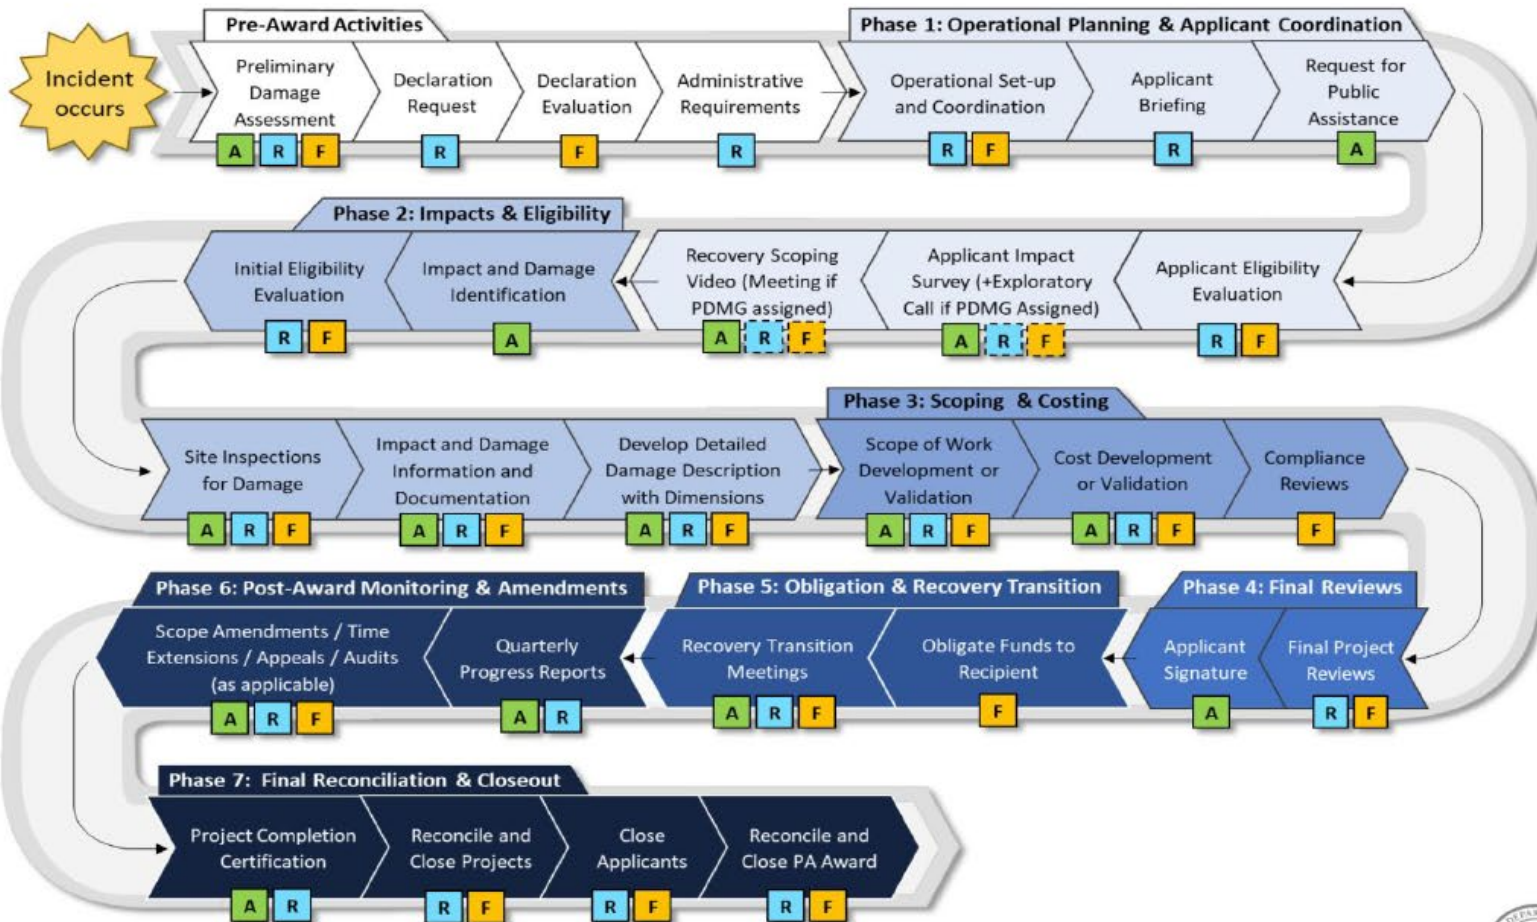 Pre-Award Activities
Phase 1: Operational Planning & Applicant Coordination
Incident
occurs
Preliminary
Damage
Assessment
A R F
Declaration
Request
R
Declaration
Evaluation
F
Administrative
Requirements
R
Operational Set-up
and Coordination
R F
Applicant
Briefing
R
Request for
Public
Assistance
A
Applicant Eligibility
Evaluation
R F
Applicant Impact
Survey (+Exploratory
Call if PDMG Assigned)
A R F
Recovery Scoping
Video (Meeting if
PDMG assigned)
A R F
Phase 2: Impacts & Eligibility
Impact and Damage
Identification
A
Initial Eligibility
Evaluation
R F
Site Inspections
for Damage
A R F
Impact and Damage
Information and
Documentation
A R F
Develop Detailed
Damage Description
with Dimensions
A R F
Phase 3: Scoping & Costing
Scope of Work
Development or
Validation
A R F
Cost Development
or Validation
A R F
Compliance
Reviews
F
Phase 4: Final Reviews
Final Project
Reviews
R F
Applicant
Signature
A
Phase 5: Obligation & Recovery Transition
Obligate Funds to
Recipient
F
Recovery Transition
Meetings
A R F
Phase 6: Post-Award Monitoring & Amendments
Quarterly
Progress Reports
A R
Scope Amendments / Time
Extensions / Appeals / Audits
(as applicable)
A R F
Phase 7: Final Reconciliation & Closeout
Project Completion
Certification
A R
Reconcile and
Close Projects
R F
Close
Applicants
R F
Reconcile and
Close PA Award
R F